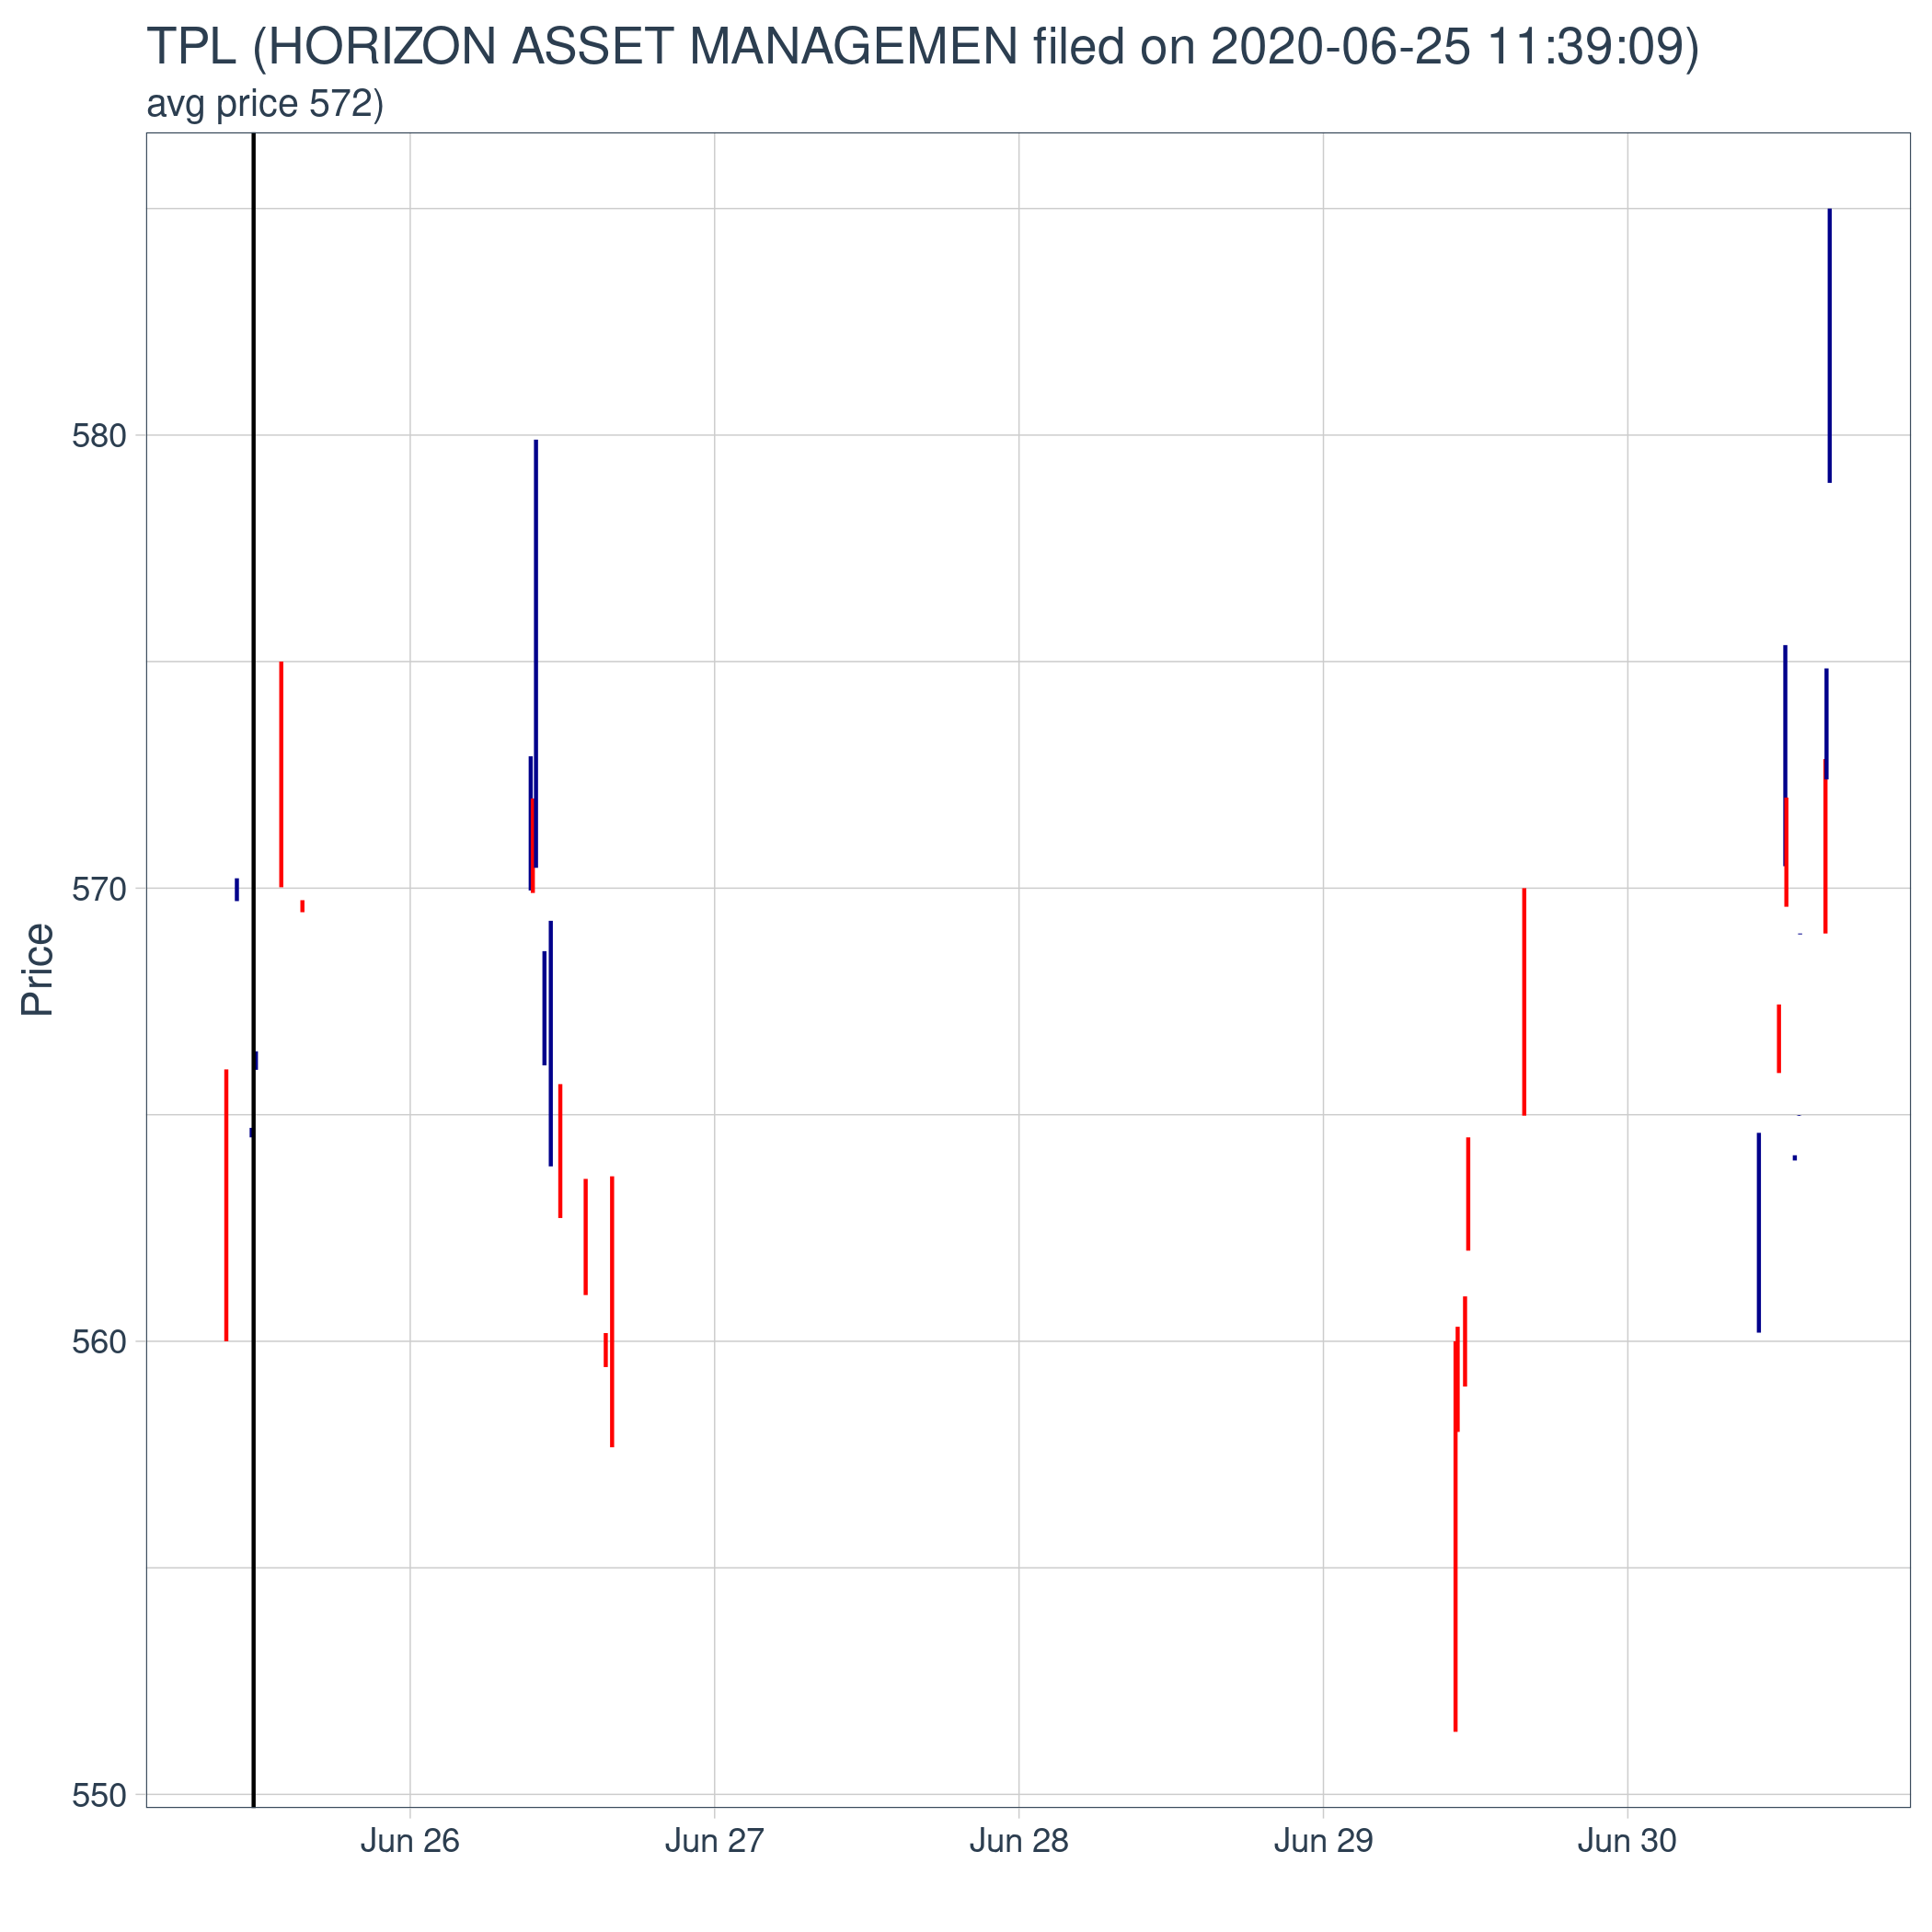 TPL (HORIZON ASSET MANAGEMEN filed on 2020-06-25 11:39:09)
avg price 572)
580
570
560
550
Price
Jun 26
Jun 27
Jun 28
Jun 29
Jun 30